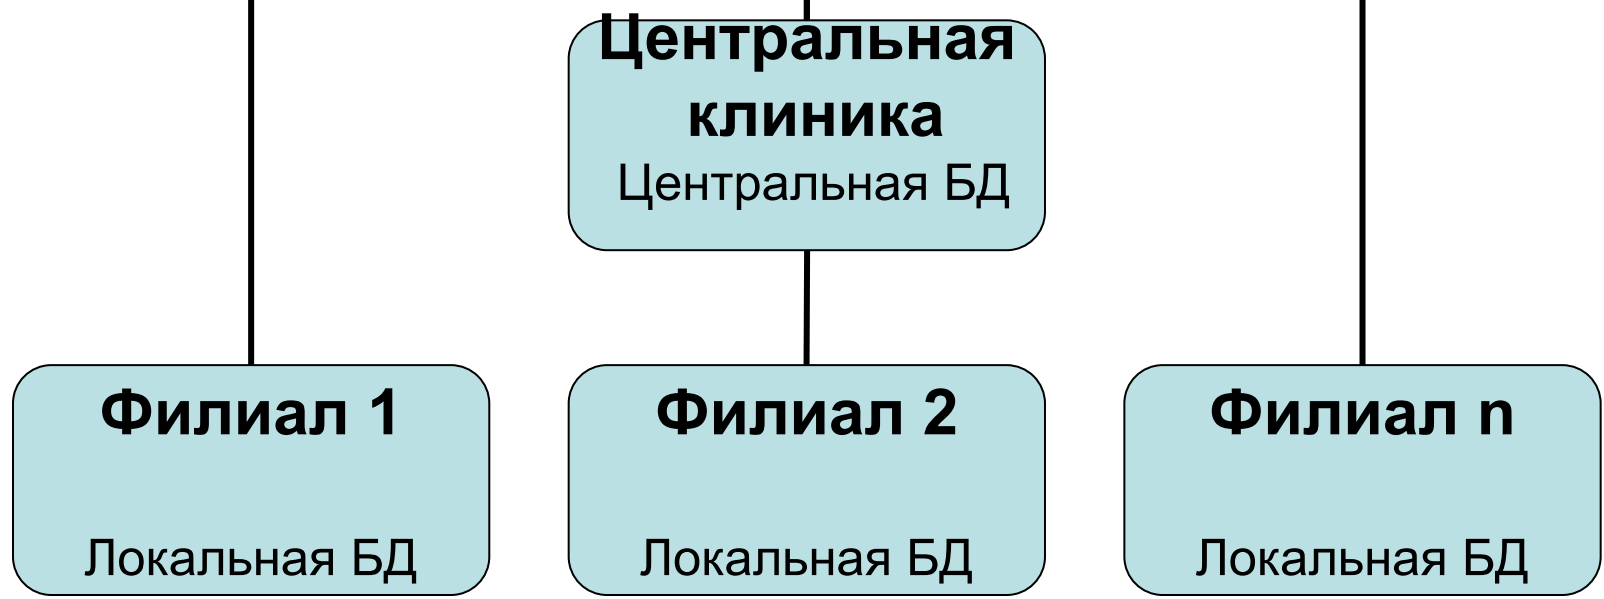 Центральная
клиника
Центральная БД
Филиал 1
Локальная БД
Филиал 2
Локальная БД
Филиал n
Локальная БД